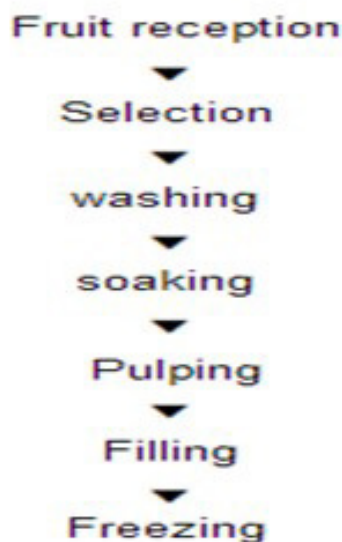 Fruit reception
Selection
washing
soaking
Pulping
Filling
Freezing